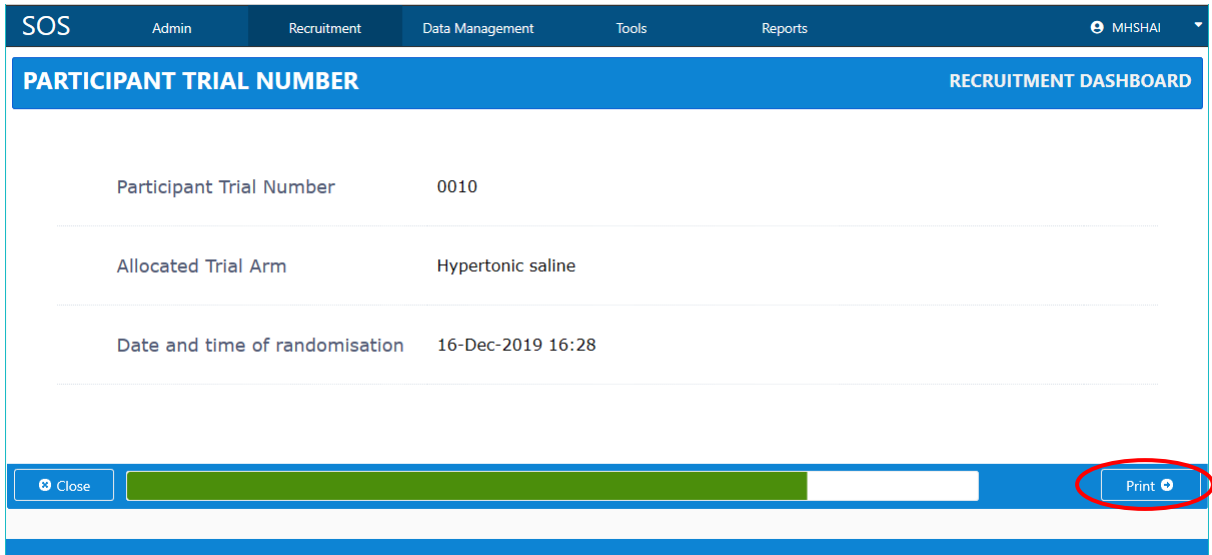 SOS Admin Recruitment Data Management Tools Reports MHSHAI
PARTICIPANT TRIAL NUMBER RECRUITMENT DASHBOARD
Participant Trial Number 0010
Allocated Trial Arm Hypertonic saline
Date and time of randomisation 16-Dec-2019 16:28
Close Print